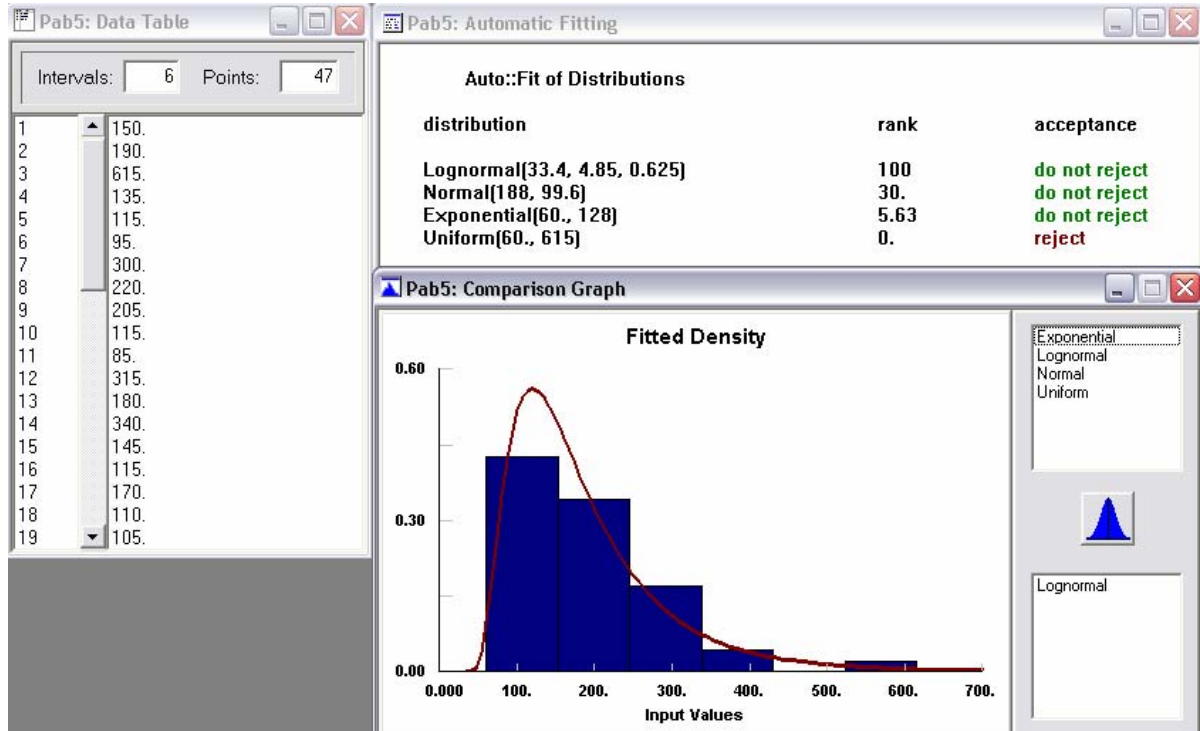 Pab5: Data Table
Intervals: 6 Points: 47
1 150.
2 190.
3 615.
4 135.
5 115.
6 95.
7 300.
8 220.
9 205.
10 115.
11 85.
12 315.
13 180.
14 340.
15 145.
16 115.
17 170.
18 110.
19 105.
Pab5: Automatic Fitting
Auto::Fit of Distributions
distribution rank acceptance
Lognormal(33.4, 4.85, 0.625) 100 do not reject
Normal(188, 99.6) 30. do not reject
Exponential(60., 128) 5.63 do not reject
Uniform(60., 615) 0. reject
Pab5: Comparison Graph
Fitted Density
0.60
0.30
0.00
0.000 100. 200. 300. 400. 500. 600. 700.
Input Values
Exponential
Lognormal
Normal
Uniform
Lognormal